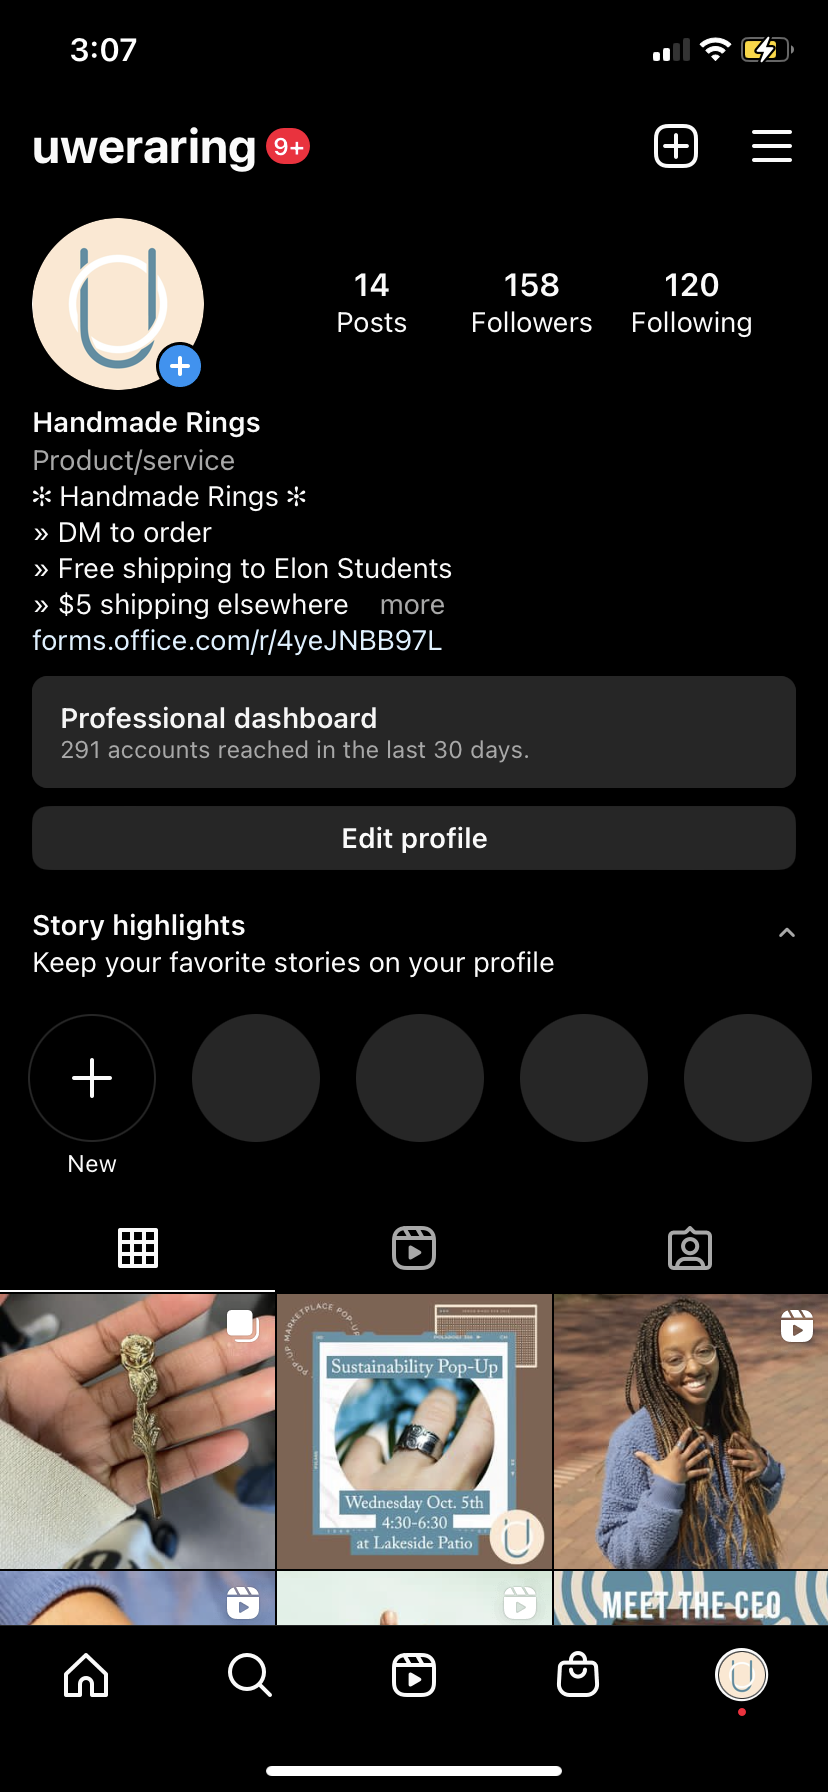 3:07
uweraring 9+
14 158 120
Posts Followers Following
Handmade Rings
Product/service
✻ Handmade Rings ✻
» DM to order
» Free shipping to Elon Students
» $5 shipping elsewhere more
forms.office.com/r/4yeJNBB97L
Professional dashboard
291 accounts reached in the last 30 days.
Edit profile
Story highlights
Keep your favorite stories on your profile
New
POP-UP MARKETPLACE POP-UP
Sustainability Pop-Up
Wednesday Oct. 5th
4:30-6:30
at Lakeside Patio
MEET THE CEO